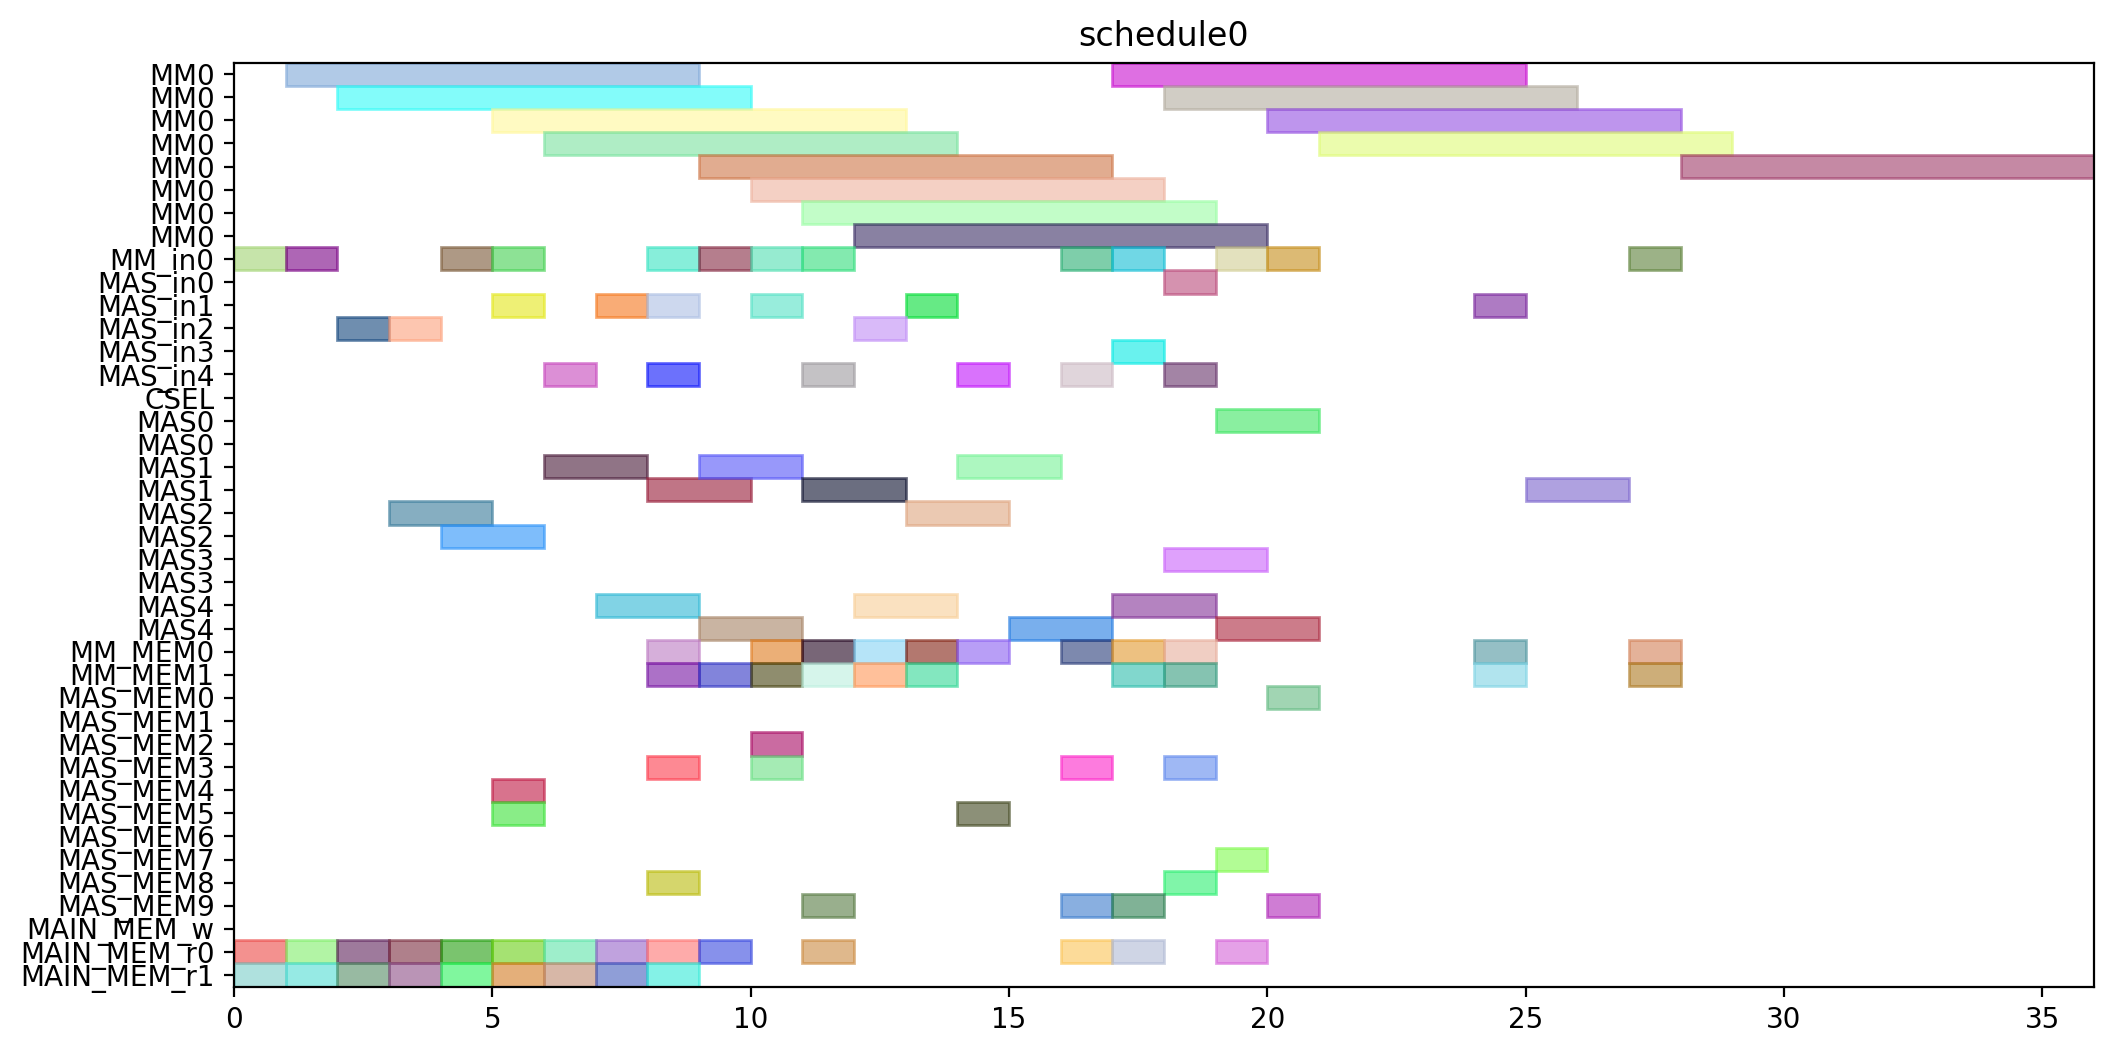 schedule0
MM0
MM0
MM0
MM0
MM0
MM0
MM0
MM0
MM_in0
MAS_in0
MAS_in1
MAS_in2
MAS_in3
MAS_in4
CSEL
MAS0
MAS0
MAS1
MAS1
MAS2
MAS2
MAS3
MAS3
MAS4
MAS4
MM_MEM0
MM_MEM1
MAS_MEM0
MAS_MEM1
MAS_MEM2
MAS_MEM3
MAS_MEM4
MAS_MEM5
MAS_MEM6
MAS_MEM7
MAS_MEM8
MAS_MEM9
MAIN_MEM_w
MAIN_MEM_r0
MAIN_MEM_r1
0 5 10 15 20 25 30 35